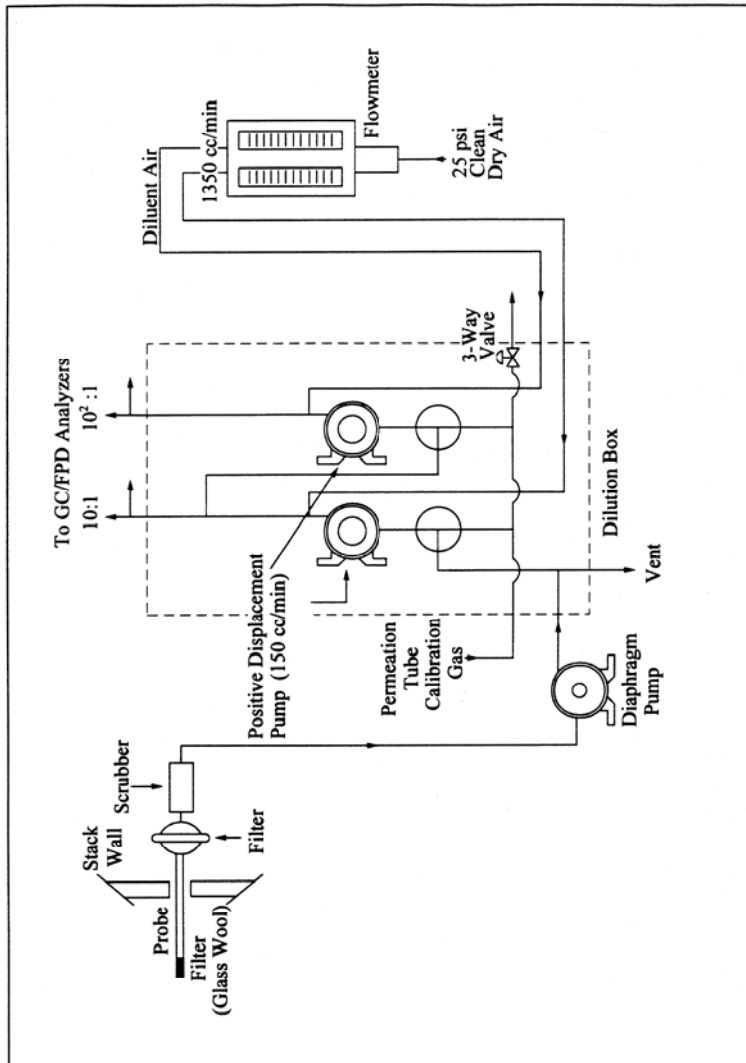 To GC/FPD Analyzers
10:1
10² :1
Diluent Air
1350 cc/min
Flowmeter
25 psi
Clean
Dry Air
3-Way
Valve
Stack
Wall
Scrubber
Positive Displacement
Pump (150 cc/min)
Probe
Filter
(Glass Wool)
Filter
Permeation
Tube
Calibration
Gas
Dilution Box
Vent
Diaphragm
Pump